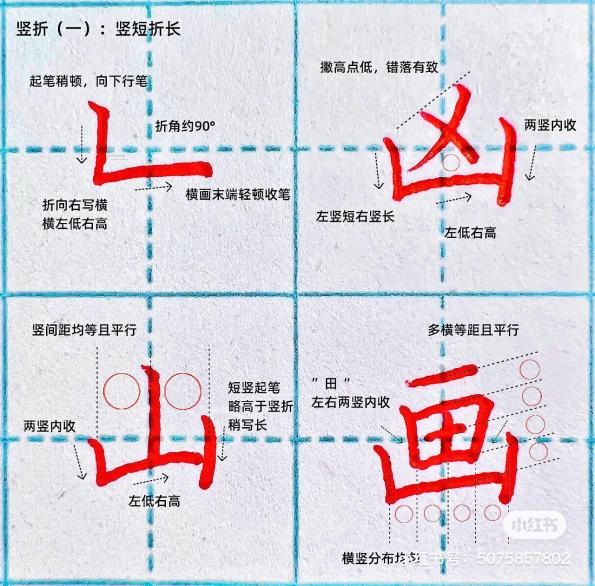 竖折（一）：竖短折长
起笔稍顿，向下行笔
折角约90°
横画末端轻顿收笔
折向右写横
横左低右高
撇高点低，错落有致
凶
两竖内收
左竖短右竖长
左低右高
竖间距均等且平行
山
短竖起笔
略高于竖折
稍写长
两竖内收
左低右高
多横等距且平行
”田“
左右两竖内收
画
横竖分布均匀
小红书
小红书号：5075857802